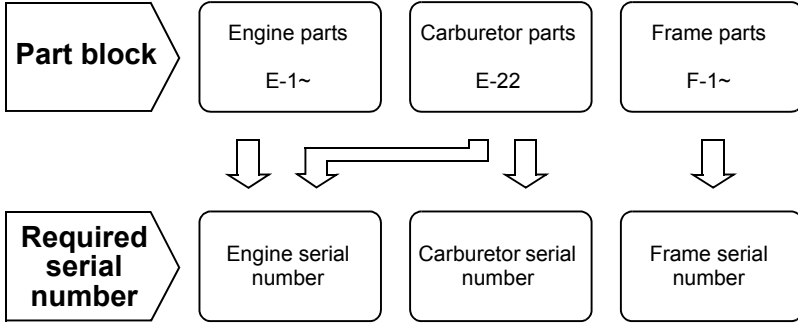 Part block
Engine parts
E-1~
Carburetor parts
E-22
Frame parts
F-1~
Required
serial
number
Engine serial
number
Carburetor serial
number
Frame serial
number